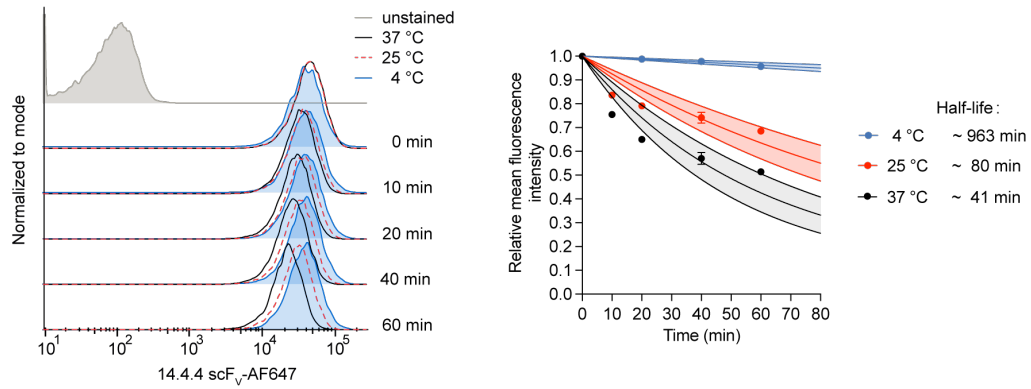 unstained
37 °C
25 °C
4 °C
Normalized to mode
0 min
10 min
20 min
40 min
60 min
10¹
10²
10⁴
10⁵
14.4.4 scFᵥ-AF647
Relative mean fluorescence
intensity
1.0
0.9
0.8
0.7
0.6
0.5
0.4
0.3
0.2
0.1
0.0
0 10 20 30 40 50 60 70 80
Time (min)
Half-life :
4 °C ~ 963 min
25 °C ~ 80 min
37 °C ~ 41 min